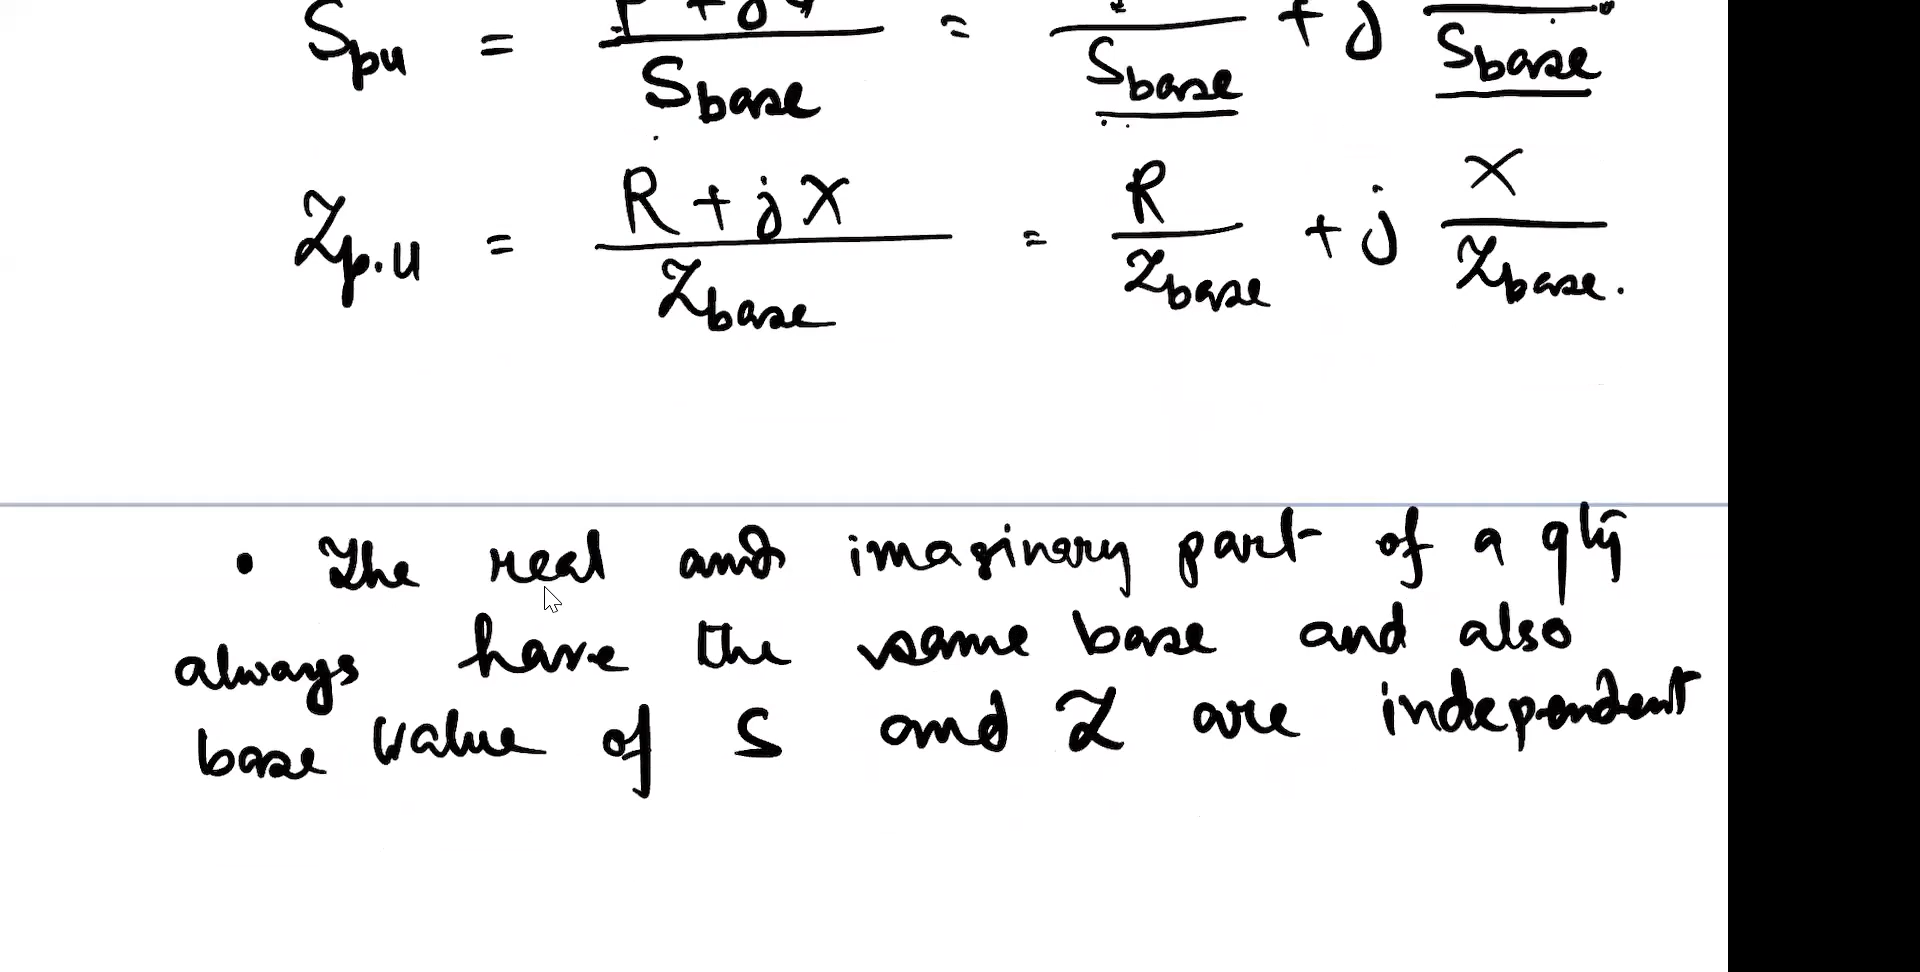 Spu = P + jQ / Sbase = / Sbase + j / Sbase
Zp.u = R + jX / Zbase = R / Zbase + j X / Zbase.
• The real and imaginary part of a qty
always have the same base and also
base value of S and Z are independent